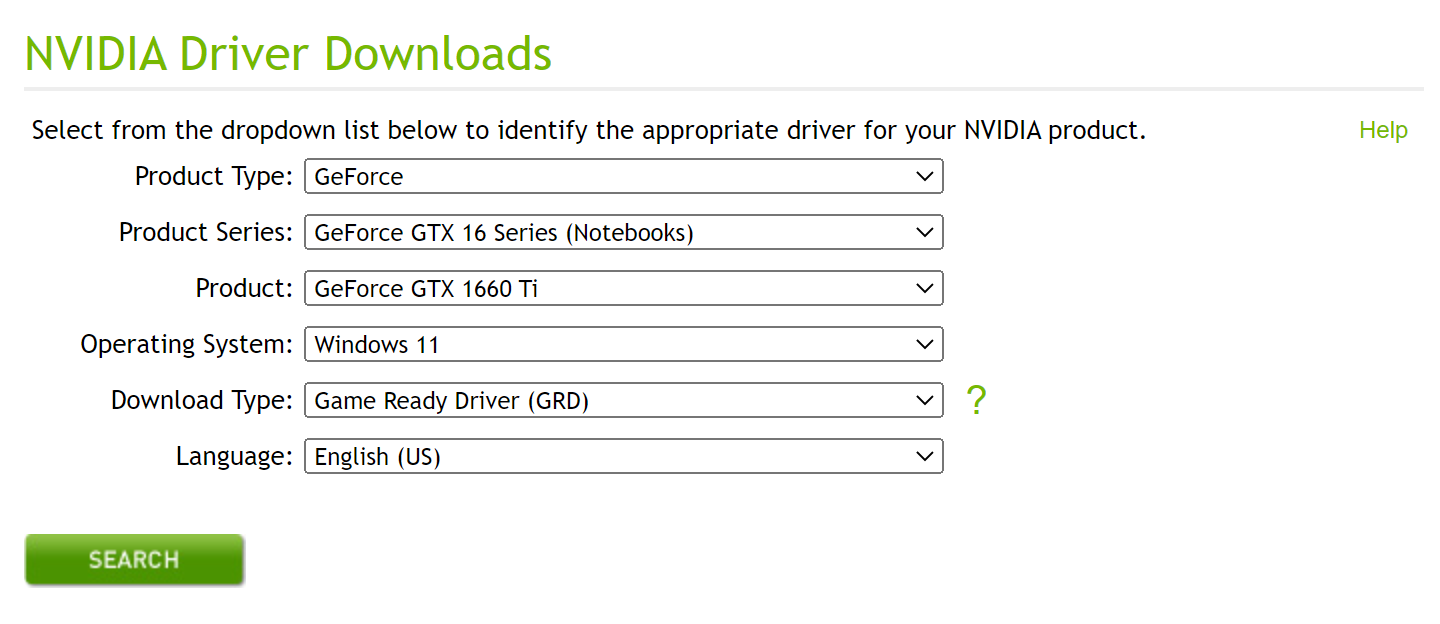 NVIDIA Driver Downloads
Select from the dropdown list below to identify the appropriate driver for your NVIDIA product. Help
Product Type: GeForce
Product Series: GeForce GTX 16 Series (Notebooks)
Product: GeForce GTX 1660 Ti
Operating System: Windows 11
Download Type: Game Ready Driver (GRD) ?
Language: English (US)
SEARCH